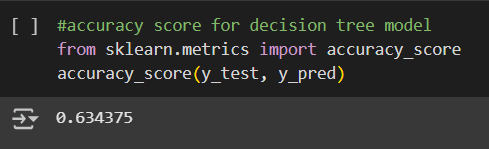 [ ] #accuracy score for decision tree model
from sklearn.metrics import accuracy_score
accuracy_score(y_test, y_pred)
0.634375